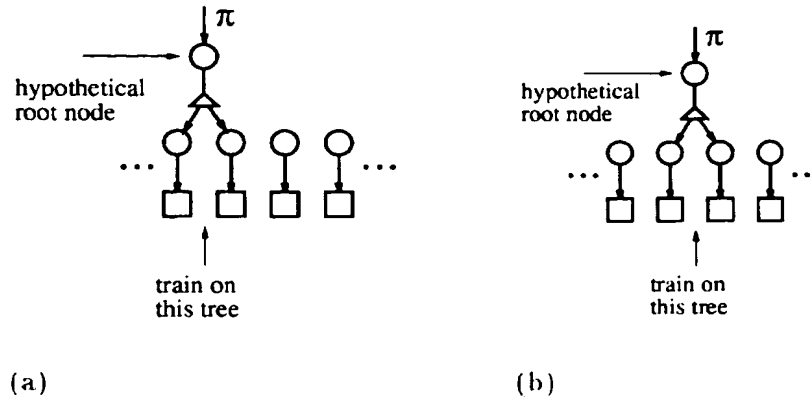 π
hypothetical
root node
...
...
train on
this tree
(a)
π
hypothetical
root node
...
...
train on
this tree
(b)